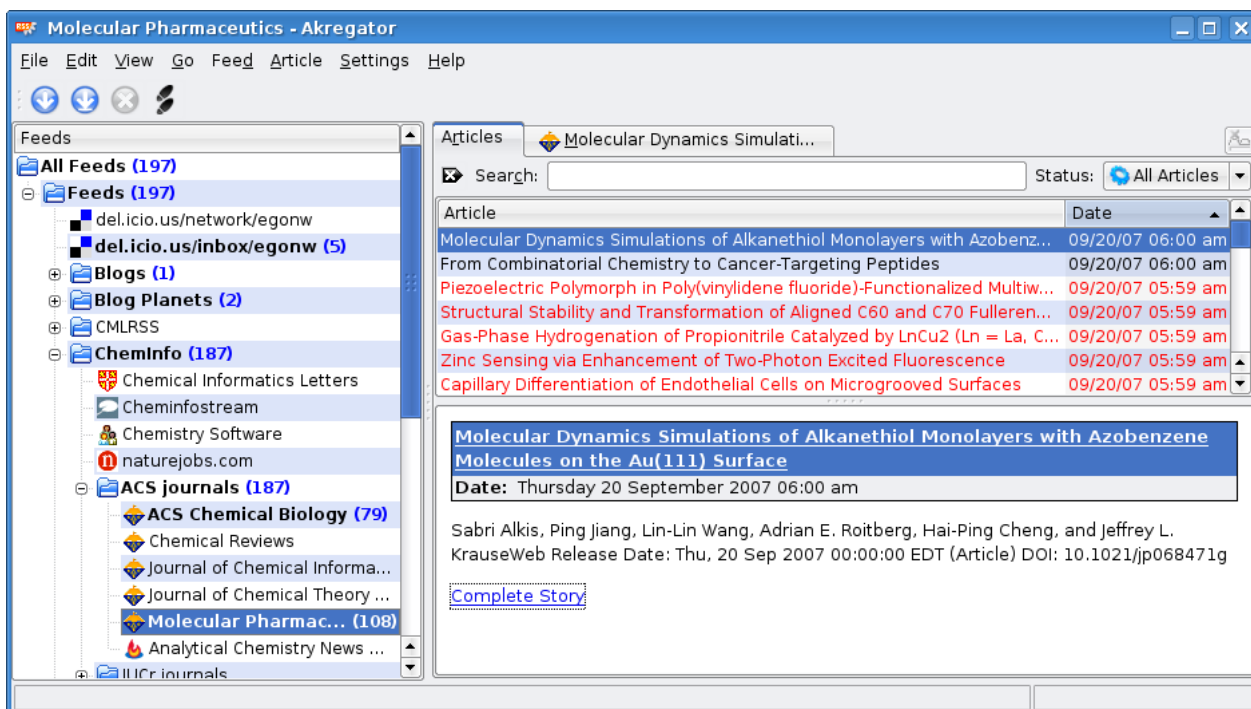 Molecular Pharmaceutics - Akregator
File Edit View Go Feed Article Settings Help
Feeds
All Feeds (197)
Feeds (197)
del.icio.us/network/egonw
del.icio.us/inbox/egonw (5)
Blogs (1)
Blog Planets (2)
CMLRSS
ChemInfo (187)
Chemical Informatics Letters
Cheminfostream
Chemistry Software
naturejobs.com
ACS journals (187)
ACS Chemical Biology (79)
Chemical Reviews
Journal of Chemical Informa...
Journal of Chemical Theory ...
Molecular Pharmac... (108)
Analytical Chemistry News ...
IUCr journals
Articles Molecular Dynamics Simulati...
Search: Status: All Articles
Article Date
Molecular Dynamics Simulations of Alkanethiol Monolayers with Azobenz... 09/20/07 06:00 am
From Combinatorial Chemistry to Cancer-Targeting Peptides 09/20/07 06:00 am
Piezoelectric Polymorph in Poly(vinylidene fluoride)-Functionalized Multiw... 09/20/07 05:59 am
Structural Stability and Transformation of Aligned C60 and C70 Fulleren... 09/20/07 05:59 am
Gas-Phase Hydrogenation of Propionitrile Catalyzed by LnCu2 (Ln = La, C... 09/20/07 05:59 am
Zinc Sensing via Enhancement of Two-Photon Excited Fluorescence 09/20/07 05:59 am
Capillary Differentiation of Endothelial Cells on Microgrooved Surfaces 09/20/07 05:59 am
Molecular Dynamics Simulations of Alkanethiol Monolayers with Azobenzene
Molecules on the Au(111) Surface
Date: Thursday 20 September 2007 06:00 am
Sabri Alkis, Ping Jiang, Lin-Lin Wang, Adrian E. Roitberg, Hai-Ping Cheng, and Jeffrey L.
KrauseWeb Release Date: Thu, 20 Sep 2007 00:00:00 EDT (Article) DOI: 10.1021/jp068471g
Complete Story